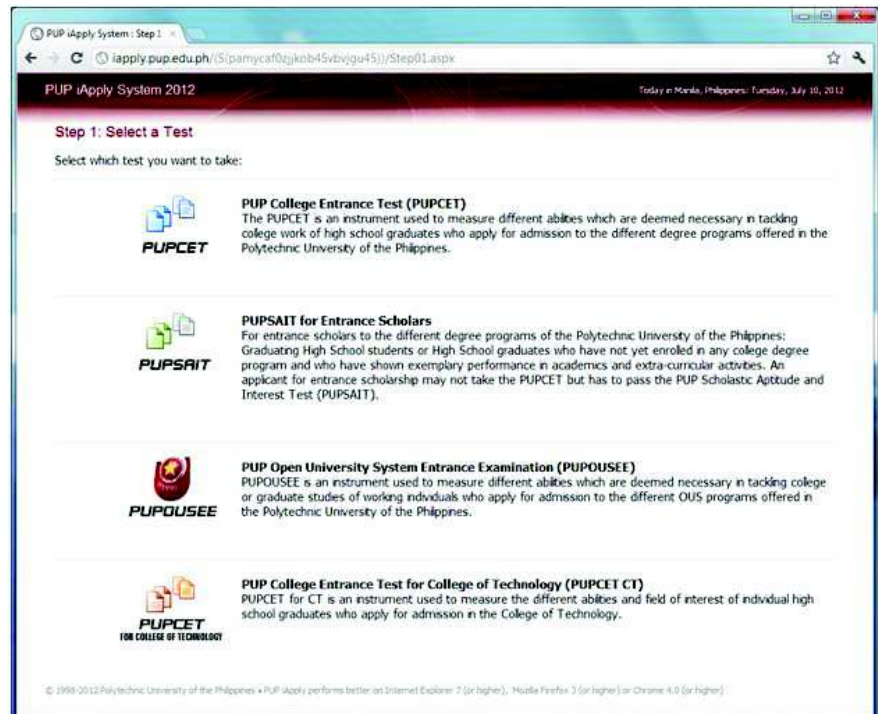 PUP iApply System : Step 1
iapply.pup.edu.ph/(S(pamycaf0zjjkob45vbvjgu45))/Step01.aspx
PUP iApply System 2012
Today in Manila, Philippines: Tuesday, July 10, 2012
Step 1: Select a Test
Select which test you want to take:
PUPCET
PUP College Entrance Test (PUPCET)
The PUPCET is an instrument used to measure different abilities which are deemed necessary in tackling
college work of high school graduates who apply for admission to the different degree programs offered in the
Polytechnic University of the Philippines.
PUPSAIT
PUPSAIT for Entrance Scholars
For entrance scholars to the different degree programs of the Polytechnic University of the Philippines:
Graduating High School students or High School graduates who have not yet enrolled in any college degree
program and who have shown exemplary performance in academics and extra-curricular activities. An
applicant for entrance scholarship may not take the PUPCET but has to pass the PUP Scholastic Aptitude and
Interest Test (PUPSAIT).
PUPOUSEE
PUP Open University System Entrance Examination (PUPOUSEE)
PUPOUSEE is an instrument used to measure different abilities which are deemed necessary in tackling college
or graduate studies of working individuals who apply for admission to the different OUS programs offered in
the Polytechnic University of the Philippines.
PUPCET
FOR COLLEGE OF TECHNOLOGY
PUP College Entrance Test for College of Technology (PUPCET CT)
PUPCET for CT is an instrument used to measure the different abilities and field of interest of individual high
school graduates who apply for admission in the College of Technology.
© 1998-2012 Polytechnic University of the Philippines • PUP iApply performs better on Internet Explorer 7 (or higher), Mozilla Firefox 3 (or higher) or Chrome 4.0 (or higher)